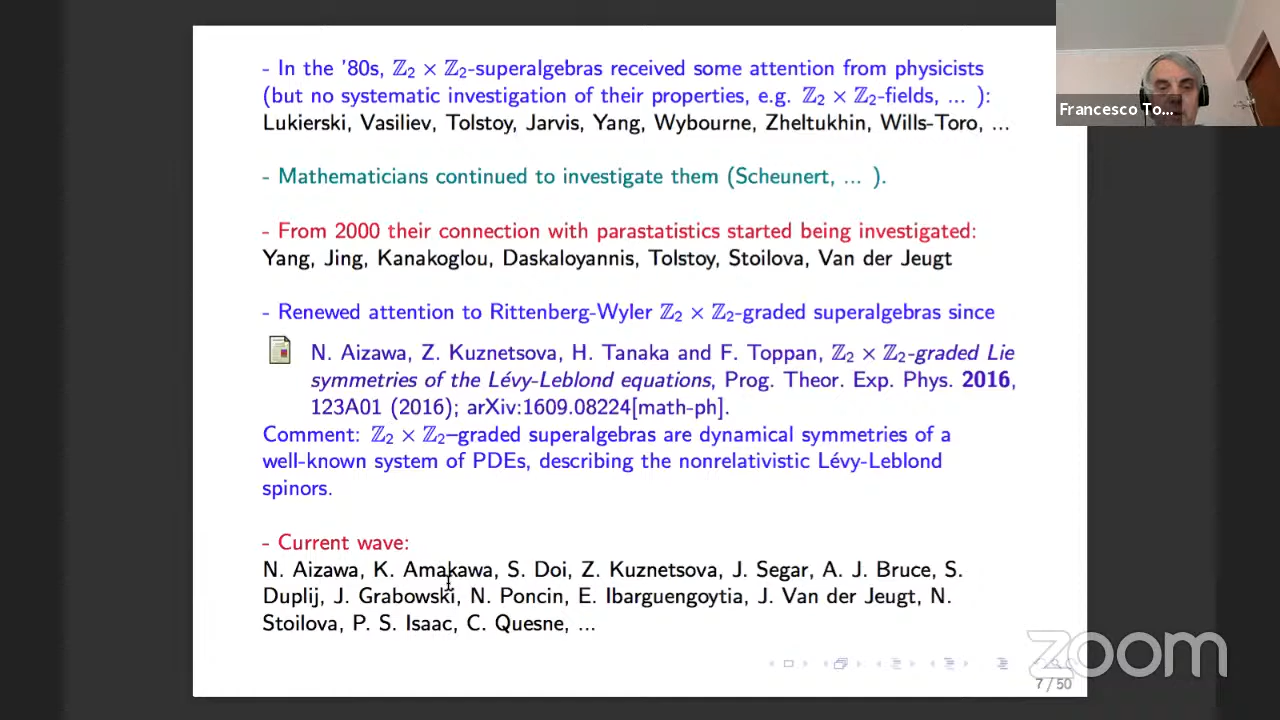 - In the '80s, ℤ₂ × ℤ₂-superalgebras received some attention from physicists
(but no systematic investigation of their properties, e.g. ℤ₂ × ℤ₂-fields, ... ):
Lukierski, Vasiliev, Tolstoy, Jarvis, Yang, Wybourne, Zheltukhin, Wills-Toro, ...
- Mathematicians continued to investigate them (Scheunert, ... ).
- From 2000 their connection with parastatistics started being investigated:
Yang, Jing, Kanakoglou, Daskaloyannis, Tolstoy, Stoilova, Van der Jeugt
- Renewed attention to Rittenberg-Wyler ℤ₂ × ℤ₂-graded superalgebras since
N. Aizawa, Z. Kuznetsova, H. Tanaka and F. Toppan, ℤ₂ × ℤ₂-graded Lie
symmetries of the Lévy-Leblond equations, Prog. Theor. Exp. Phys. 2016,
123A01 (2016); arXiv:1609.08224[math-ph].
Comment: ℤ₂ × ℤ₂–graded superalgebras are dynamical symmetries of a
well-known system of PDEs, describing the nonrelativistic Lévy-Leblond
spinors.
- Current wave:
N. Aizawa, K. Amakawa, S. Doi, Z. Kuznetsova, J. Segar, A. J. Bruce, S.
Duplij, J. Grabowski, N. Poncin, E. Ibarguengoytia, J. Van der Jeugt, N.
Stoilova, P. S. Isaac, C. Quesne, ...
7 / 50
Francesco To...
zoom